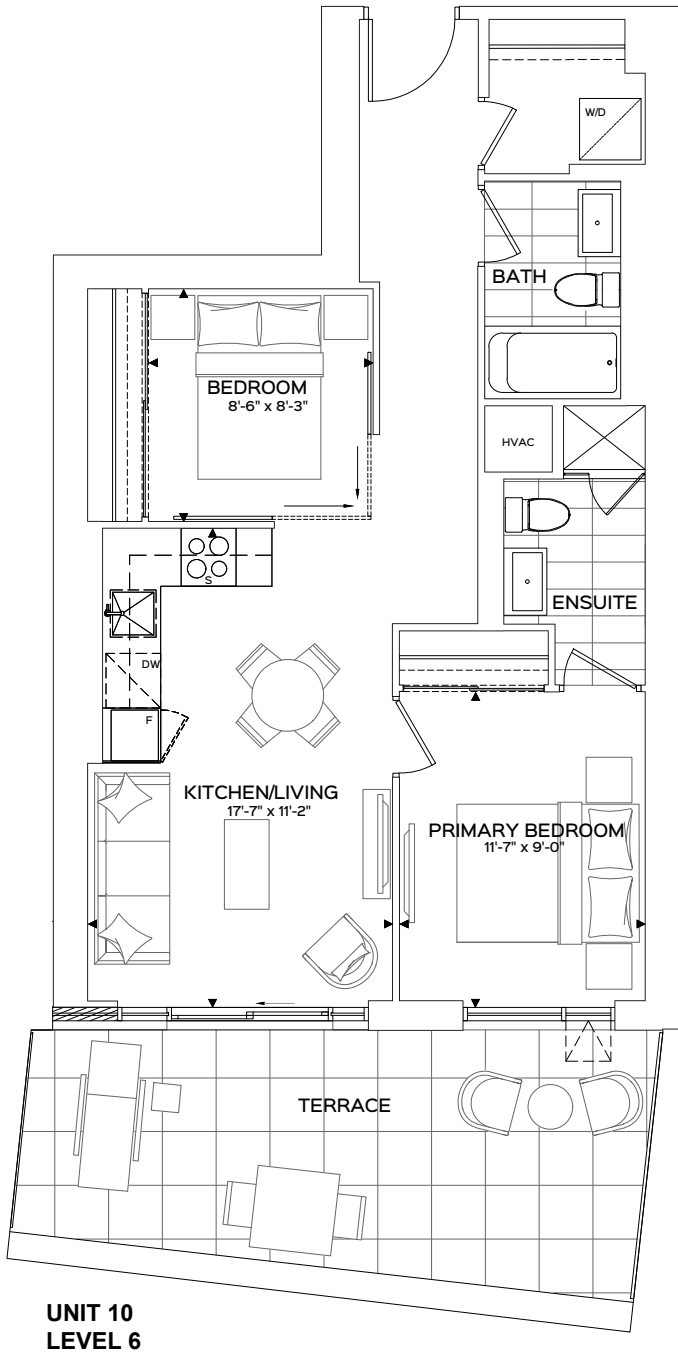 W/D
BATH
BEDROOM
8'-6" x 8'-3"
HVAC
S
ENSUITE
DW
F
KITCHEN/LIVING
17'-7" x 11'-2"
PRIMARY BEDROOM
11'-7" x 9'-0"
TERRACE
UNIT 10
LEVEL 6